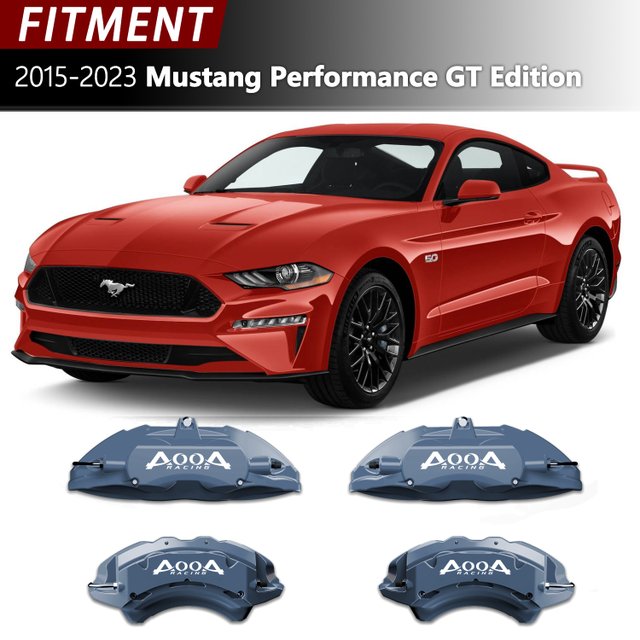 FITMENT
2015-2023 Mustang Performance GT Edition
5.0
AOOA AOOA
RACING RACING
AOOA AOOA
RACING RACING